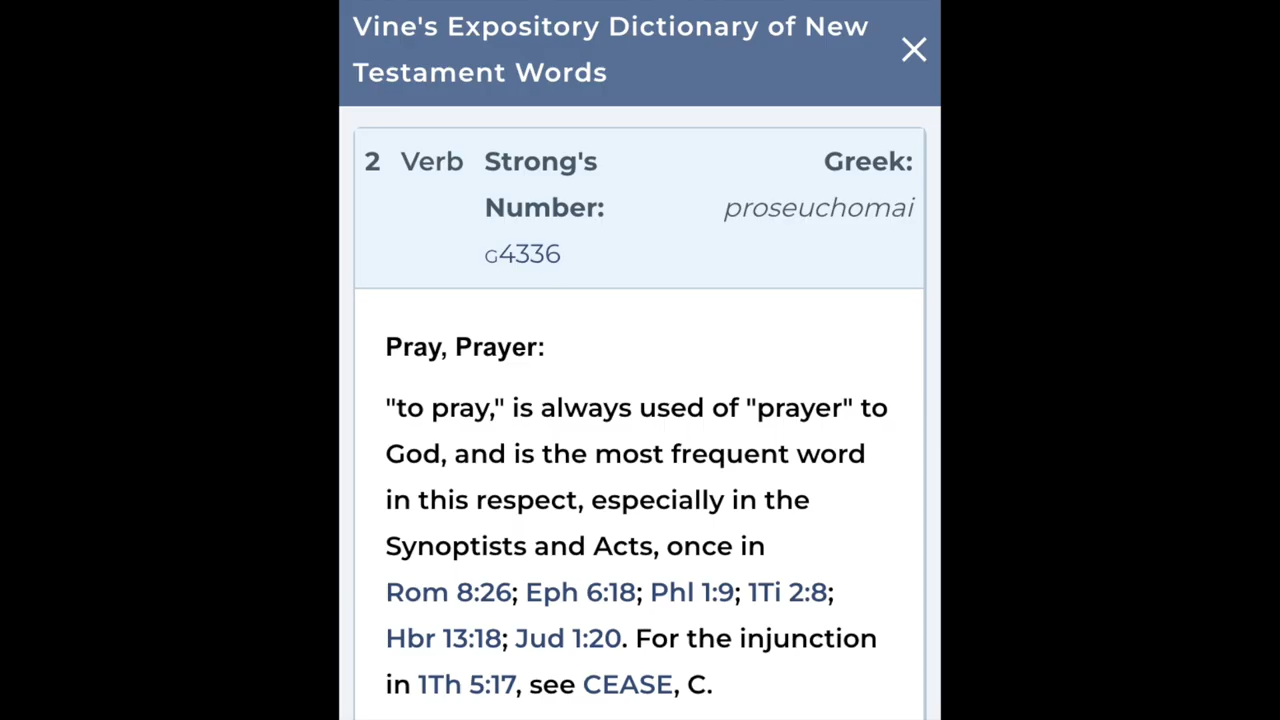 Vine's Expository Dictionary of New
Testament Words
2 Verb Strong's Greek:
Number: proseuchomai
G4336
Pray, Prayer:
"to pray," is always used of "prayer" to
God, and is the most frequent word
in this respect, especially in the
Synoptists and Acts, once in
Rom 8:26; Eph 6:18; Phl 1:9; 1Ti 2:8;
Hbr 13:18; Jud 1:20. For the injunction
in 1Th 5:17, see CEASE, C.